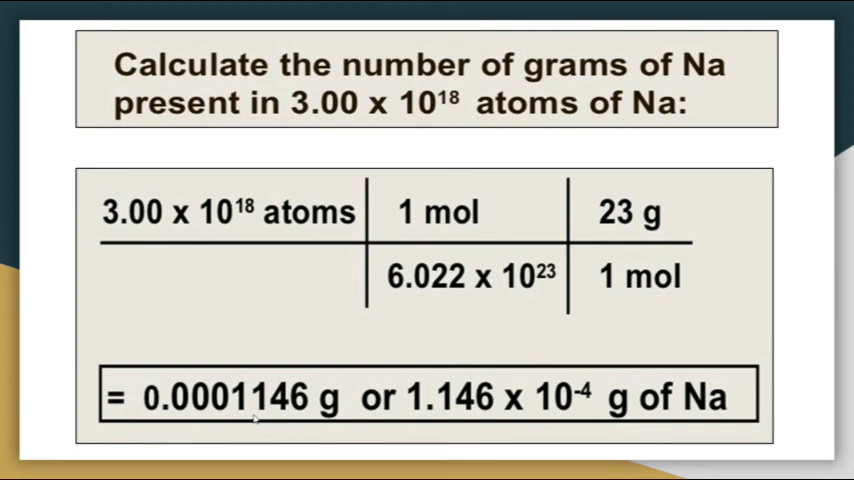 Calculate the number of grams of Na
present in 3.00 x 10¹⁸ atoms of Na:
3.00 x 10¹⁸ atoms 1 mol 23 g
6.022 x 10²³ 1 mol
= 0.0001146 g or 1.146 x 10⁻⁴ g of Na